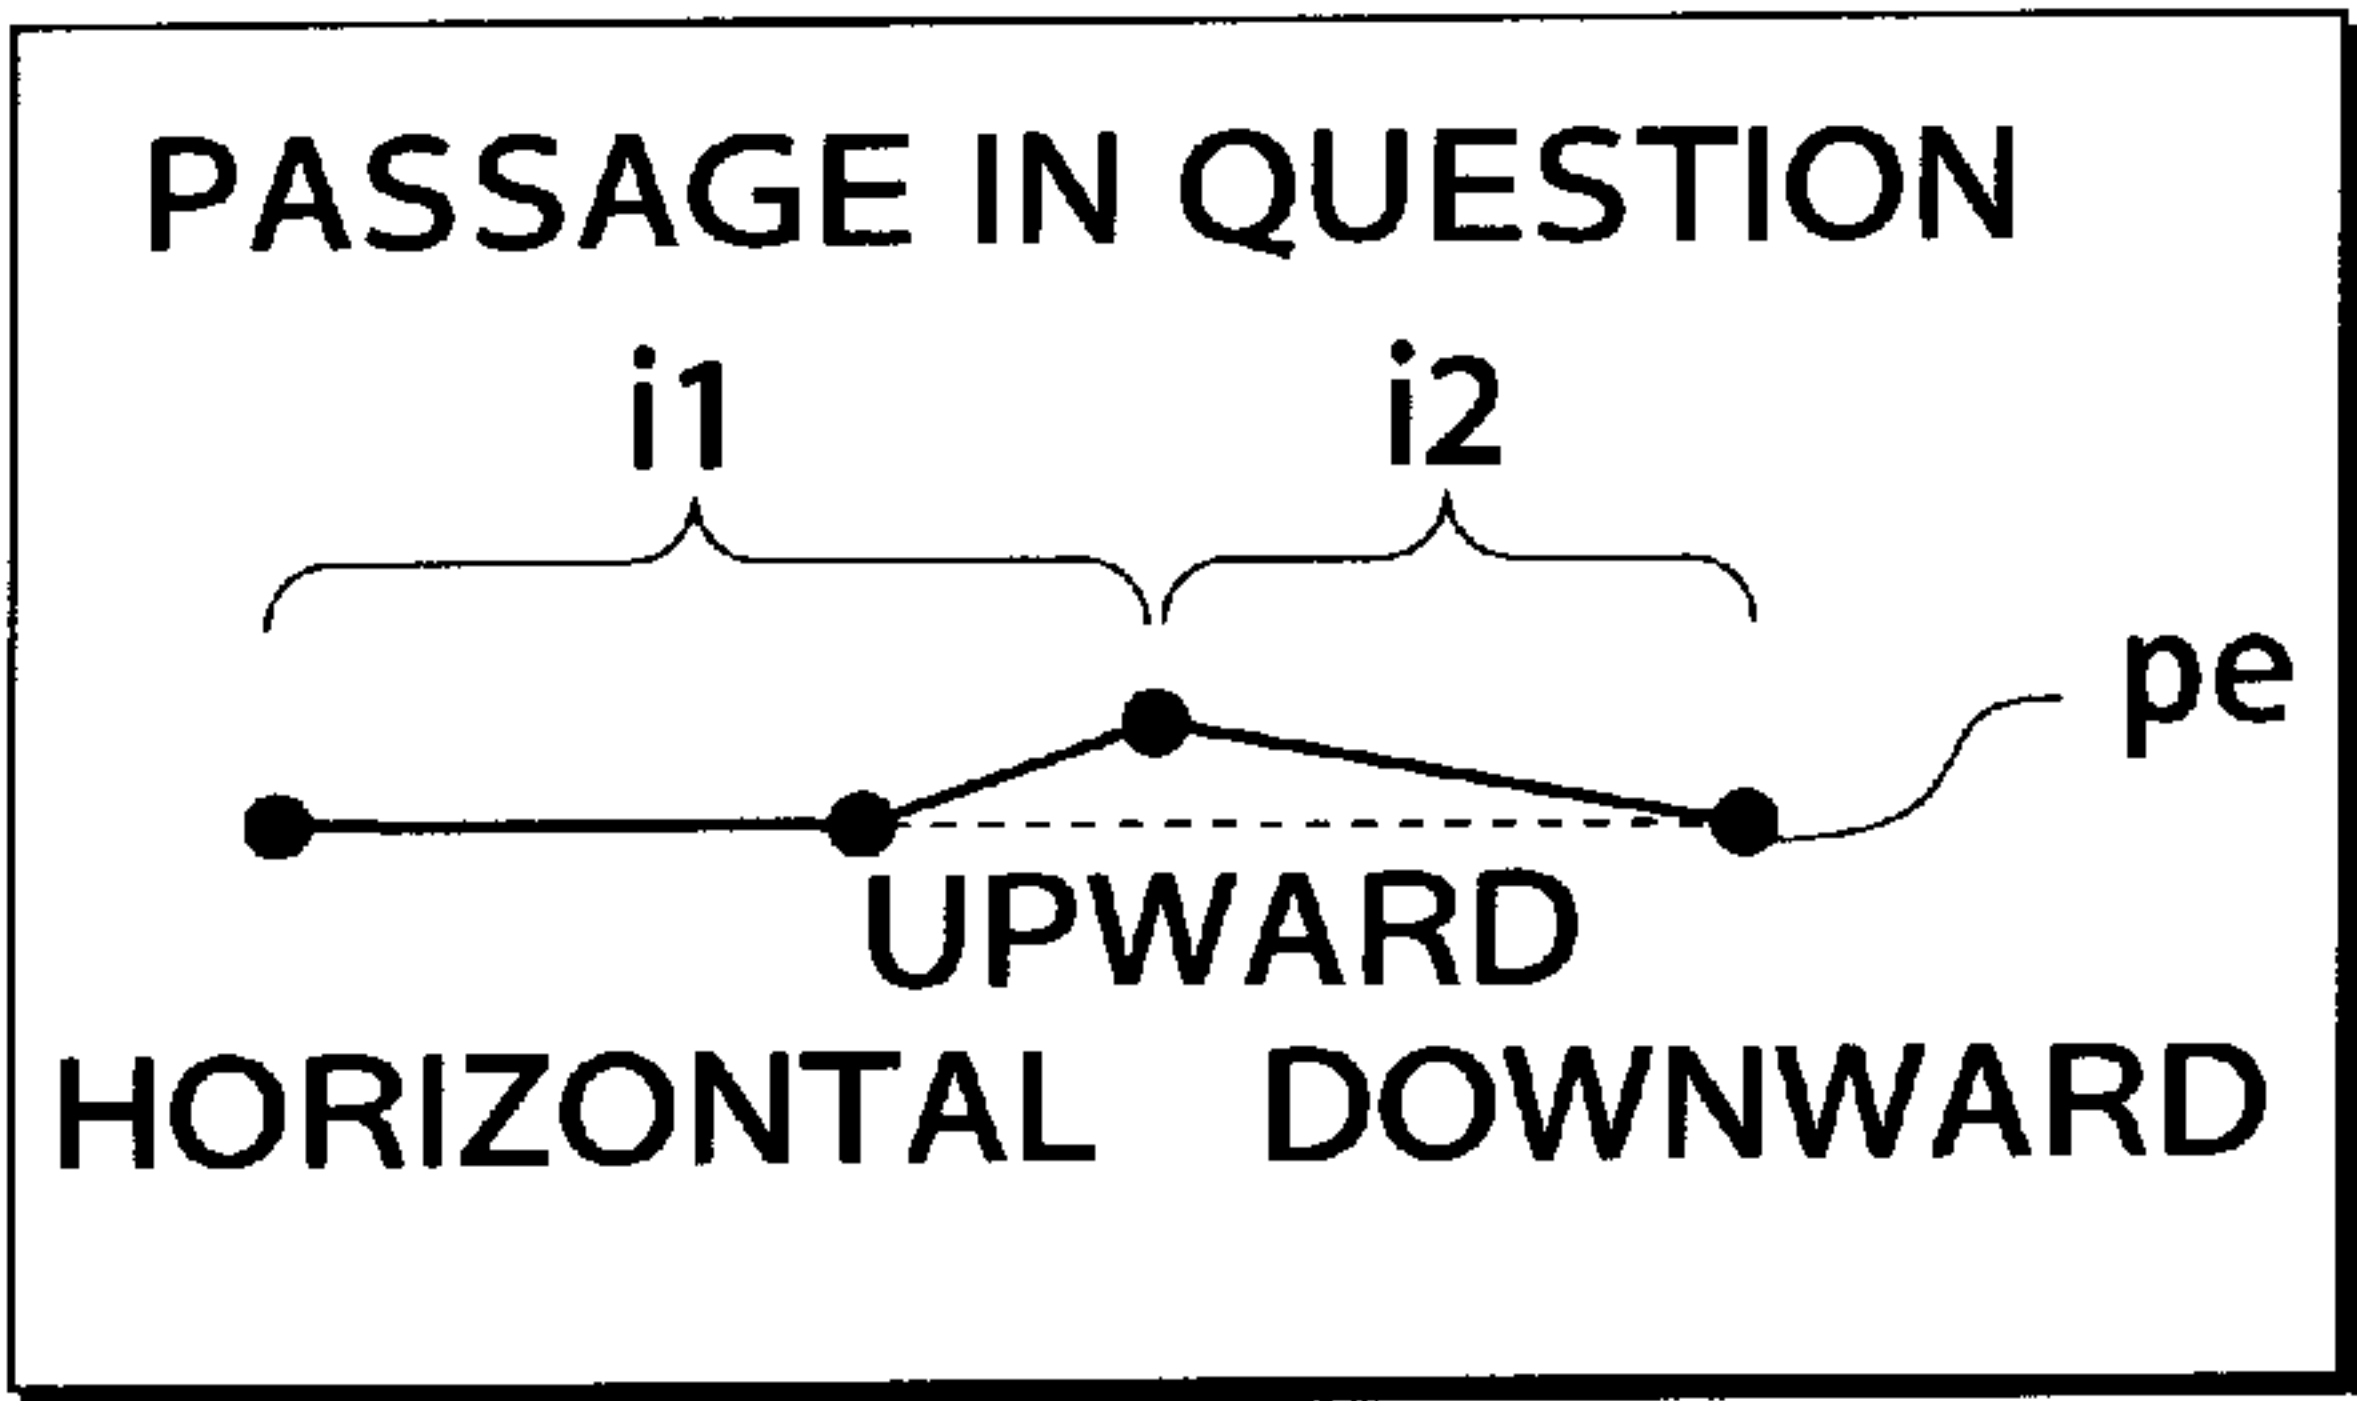 PASSAGE IN QUESTION
i1 i2
pe
UPWARD
HORIZONTAL DOWNWARD